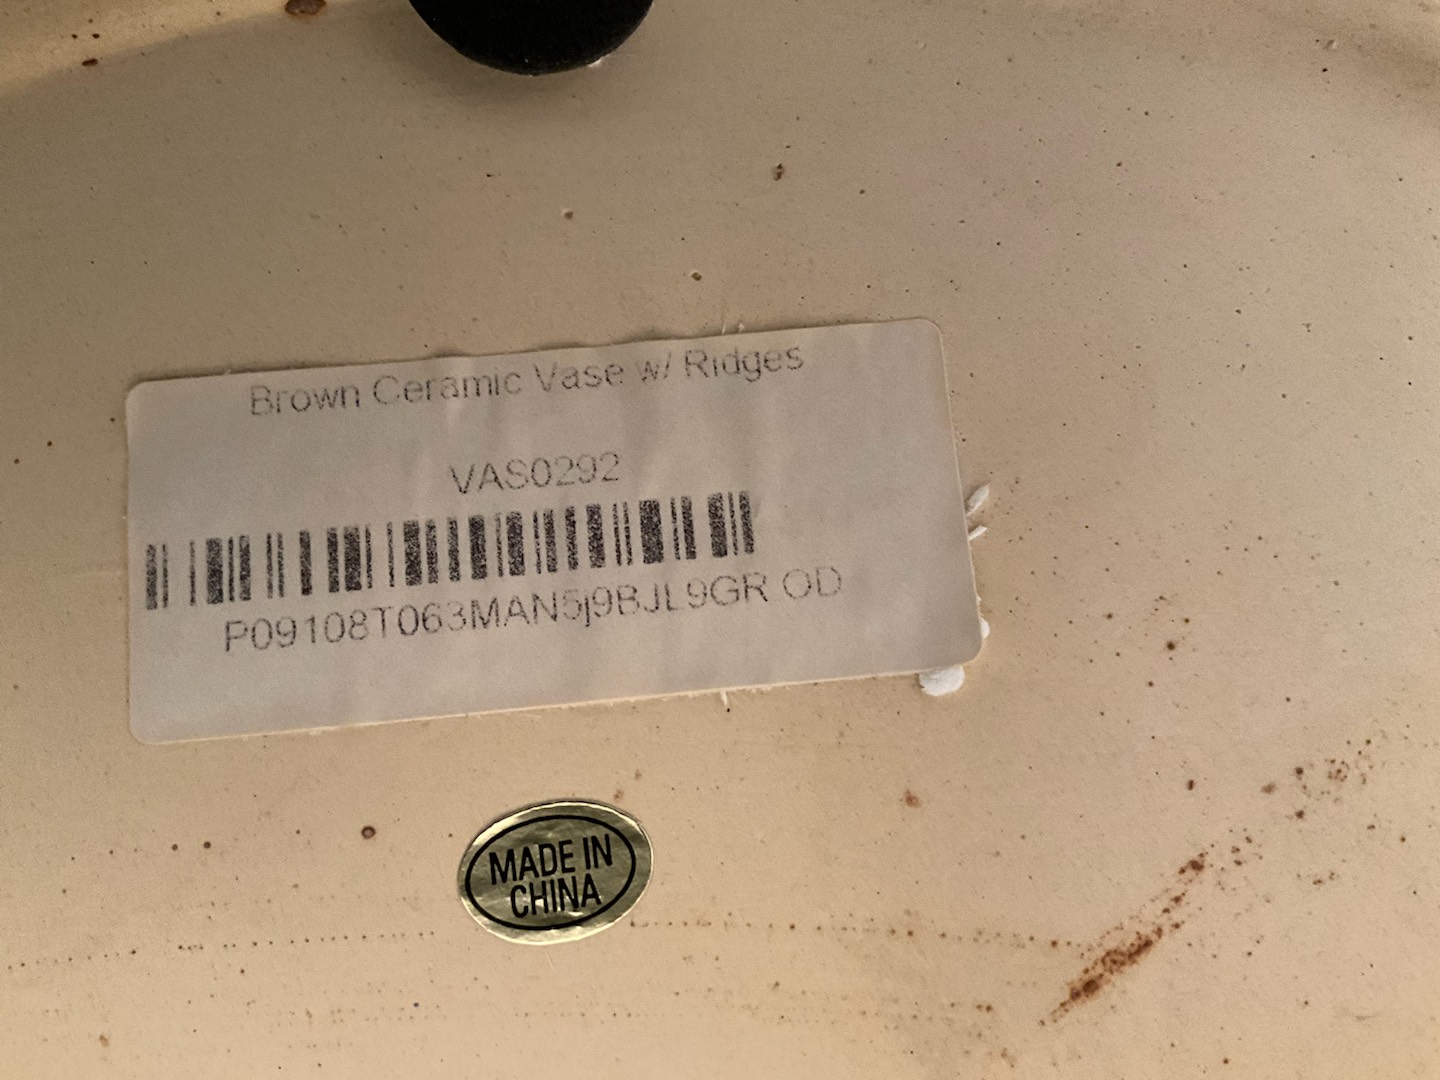 Brown Ceramic Vase w/ Ridges
VAS0292
P09108T063MAN5j9BJL9GR OD
MADE IN
CHINA